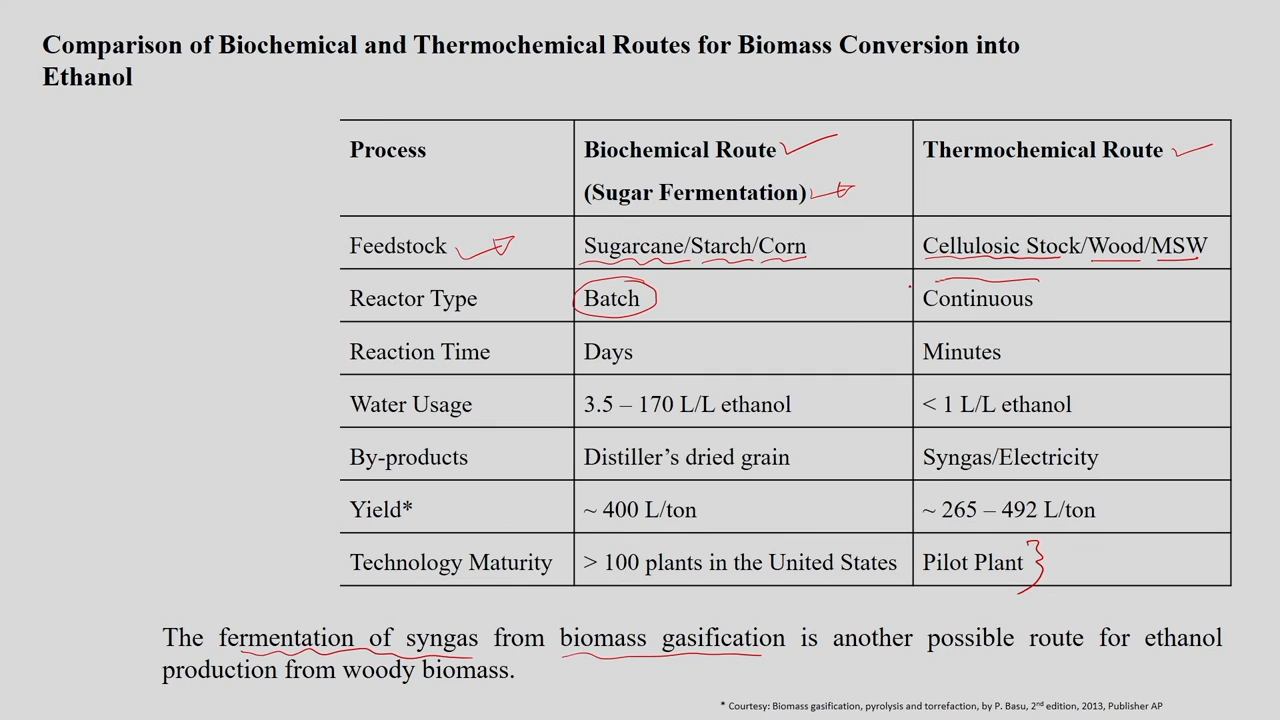 Comparison of Biochemical and Thermochemical Routes for Biomass Conversion into
Ethanol
Process Biochemical Route Thermochemical Route
(Sugar Fermentation)
Feedstock Sugarcane/Starch/Corn Cellulosic Stock/Wood/MSW
Reactor Type Batch Continuous
Reaction Time Days Minutes
Water Usage 3.5 – 170 L/L ethanol < 1 L/L ethanol
By-products Distiller’s dried grain Syngas/Electricity
Yield* ~ 400 L/ton ~ 265 – 492 L/ton
Technology Maturity > 100 plants in the United States Pilot Plant
The fermentation of syngas from biomass gasification is another possible route for ethanol
production from woody biomass.
* Courtesy: Biomass gasification, pyrolysis and torrefaction, by P. Basu, 2nd edition, 2013, Publisher AP